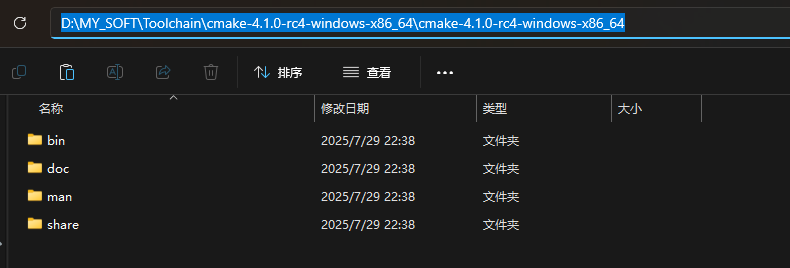 D:\MY_SOFT\Toolchain\cmake-4.1.0-rc4-windows-x86_64\cmake-4.1.0-rc4-windows-x86_64
排序 查看
名称 修改日期 类型 大小
bin 2025/7/29 22:38 文件夹
doc 2025/7/29 22:38 文件夹
man 2025/7/29 22:38 文件夹
share 2025/7/29 22:38 文件夹